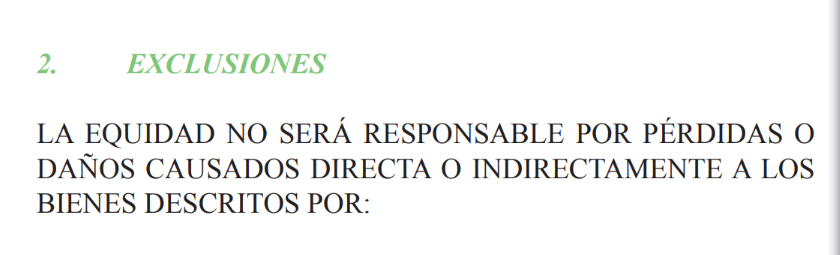 2. EXCLUSIONES
LA EQUIDAD NO SERÁ RESPONSABLE POR PÉRDIDAS O
DAÑOS CAUSADOS DIRECTA O INDIRECTAMENTE A LOS
BIENES DESCRITOS POR: